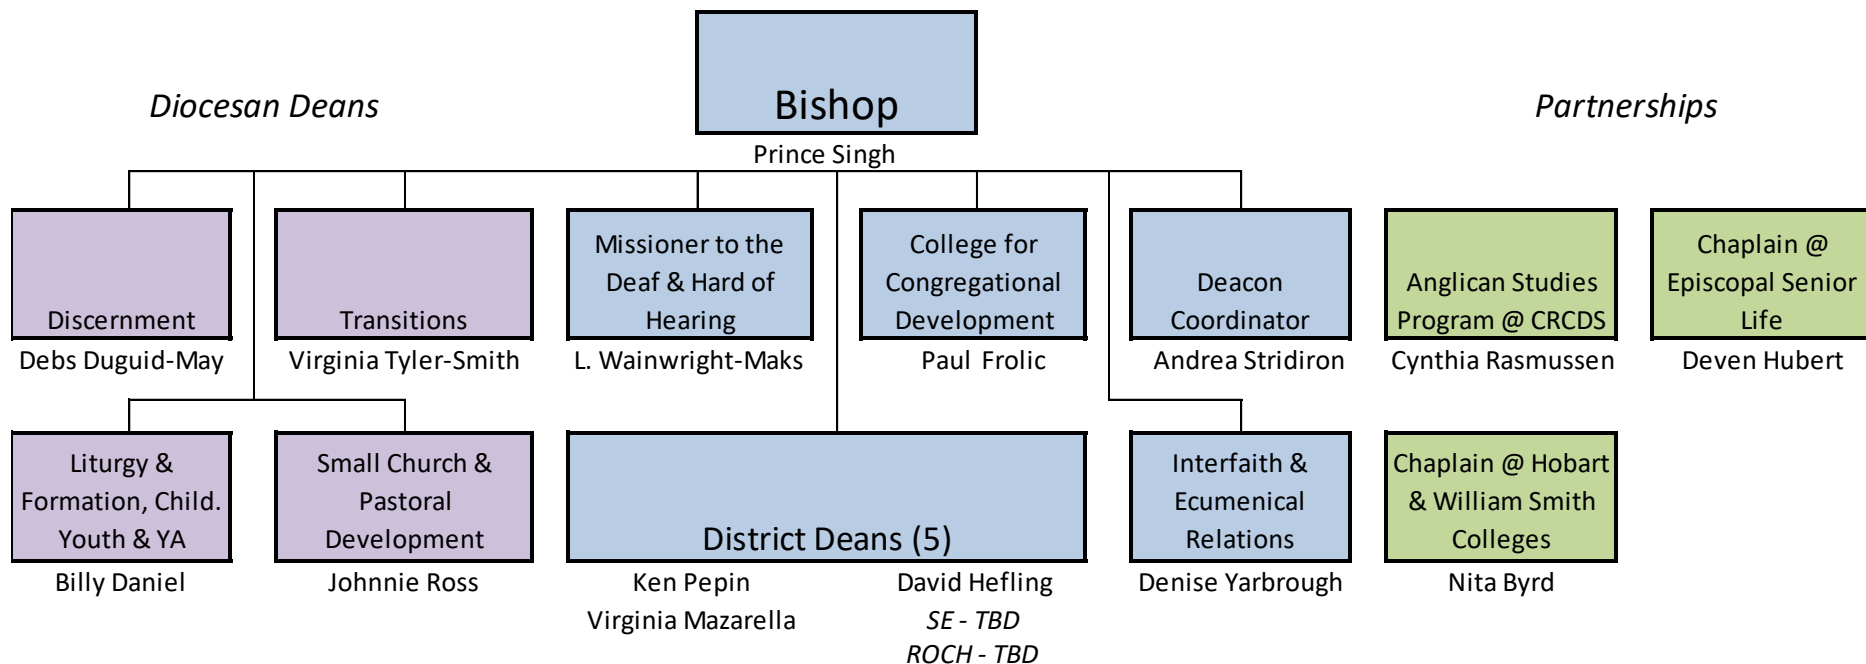 Diocesan Deans
Bishop
Partnerships
Prince Singh
Discernment
Debs Duguid-May
Transitions
Virginia Tyler-Smith
Missioner to the
Deaf & Hard of
Hearing
L. Wainwright-Maks
College for
Congregational
Development
Paul Frolic
Deacon
Coordinator
Andrea Stridiron
Anglican Studies
Program @ CRCDS
Cynthia Rasmussen
Chaplain @
Episcopal Senior
Life
Deven Hubert
Liturgy &
Formation, Child.
Youth & YA
Billy Daniel
Small Church &
Pastoral
Development
Johnnie Ross
District Deans (5)
Ken Pepin
Virginia Mazarella
David Hefling
SE - TBD
ROCH - TBD
Interfaith &
Ecumenical
Relations
Denise Yarbrough
Chaplain @ Hobart
& William Smith
Colleges
Nita Byrd